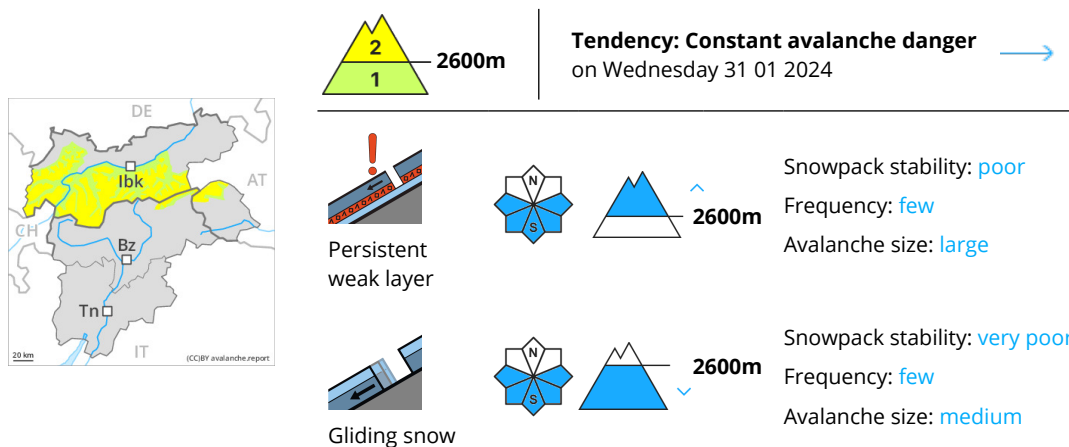 2
1
2600m
Tendency: Constant avalanche danger
on Wednesday 31 01 2024
DE
Ibk
AT
CH
Bz
Tn
IT
20 km
(CC)BY avalanche.report
Persistent
weak layer
N
S
2600m
Snowpack stability: poor
Frequency: few
Avalanche size: large
Gliding snow
N
S
2600m
Snowpack stability: very poor
Frequency: few
Avalanche size: medium